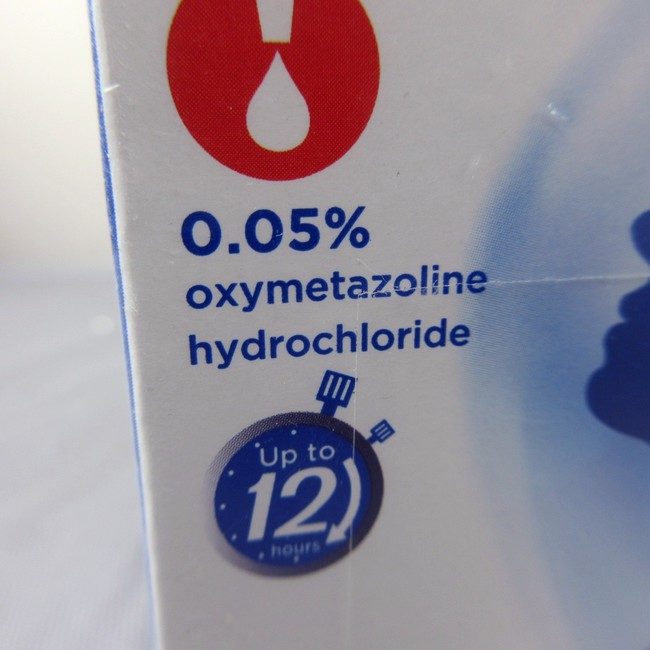 0.05%
oxymetazoline
hydrochloride
Up to
12
hours